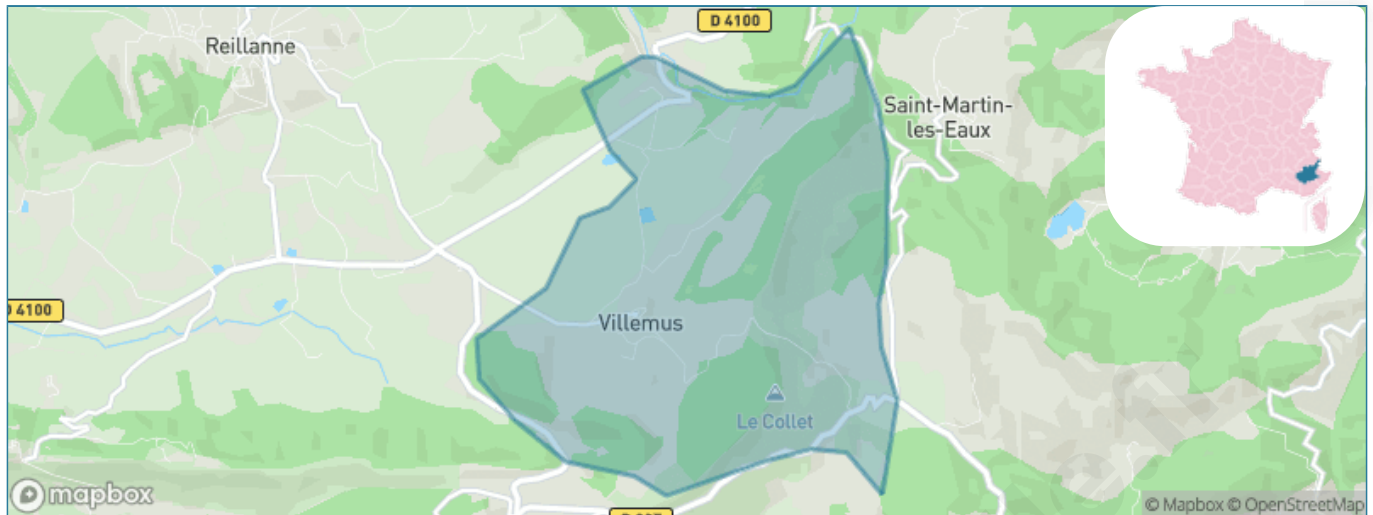 D 4100
Reillanne
Saint-Martin-
les-Eaux
D 4100
Villemus
Le Collet
mapbox
© Mapbox © OpenStreetMap